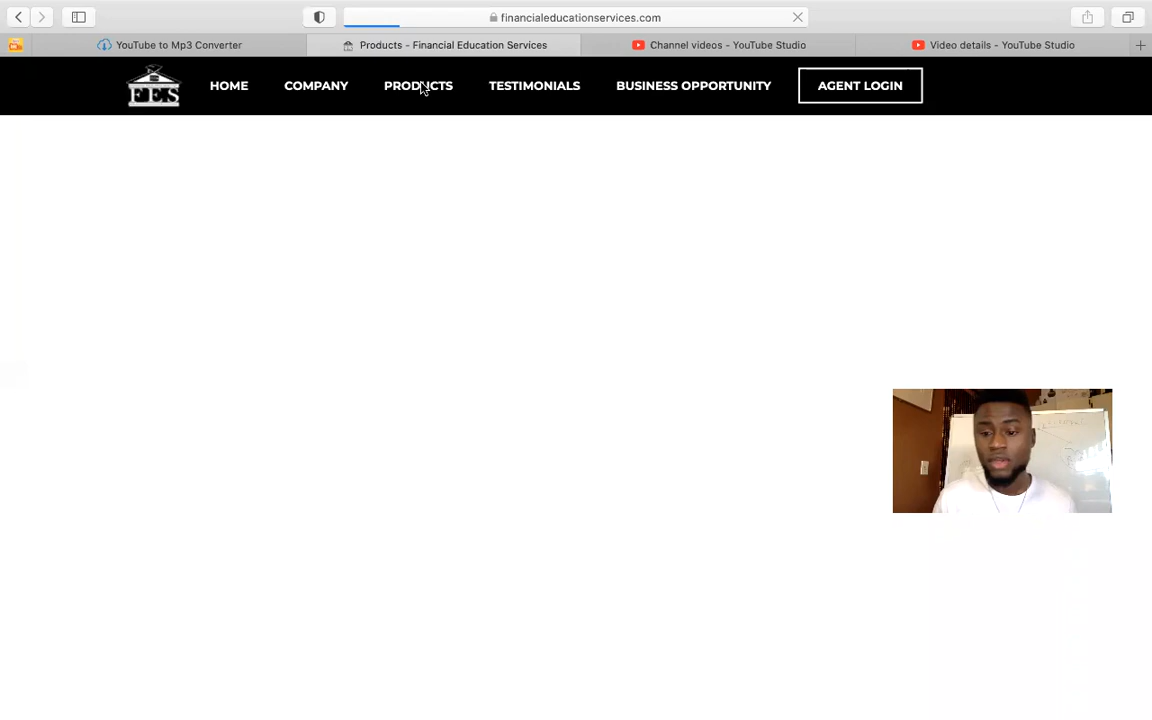 financialeducationservices.com
YouTube to Mp3 Converter
Products - Financial Education Services
Channel videos - YouTube Studio
Video details - YouTube Studio
FES
HOME
COMPANY
PRODUCTS
TESTIMONIALS
BUSINESS OPPORTUNITY
AGENT LOGIN